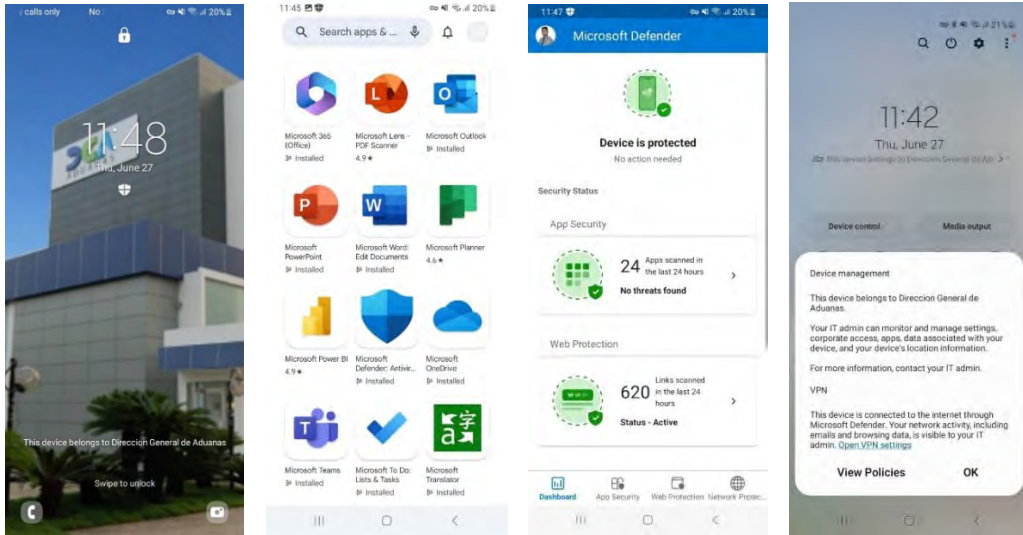 calls only No 20%
11:48
Thu, June 27
ADUANAS
This device belongs to Direccion General de Aduanas
Swipe to unlock
11:45 20%
Search apps & ...
Microsoft 365
(Office)
Installed
Microsoft Lens -
PDF Scanner
4.9★
Microsoft Outlook
Installed
Microsoft
PowerPoint
Installed
Microsoft Word:
Edit Documents
Installed
Microsoft Planner
4.6★
Microsoft Power BI
4.9★
Microsoft
Defender: Antivir...
Installed
Microsoft
OneDrive
Installed
Microsoft Teams
Installed
Microsoft To Do:
Lists & Tasks
Installed
Microsoft
Translator
Installed
11:47 20%
Microsoft Defender
Device is protected
No action needed
Security Status
App Security
24 Apps scanned in
the last 24 hours
No threats found
Web Protection
620 Links scanned
in the last 24
hours
Status - Active
Dashboard App Security Web Protection Network Protec...
21%
11:42
Thu, June 27
This device belongs to Direccion General de
Device control Media output
Device management
This device belongs to Direccion General de
Aduanas.
Your IT admin can monitor and manage settings,
corporate access, apps, data associated with your
device, and your device's location information.
For more information, contact your IT admin.
VPN
This device is connected to the internet through
Microsoft Defender. Your network activity, including
emails and browsing data, is visible to your IT
admin. Open VPN settings
View Policies OK